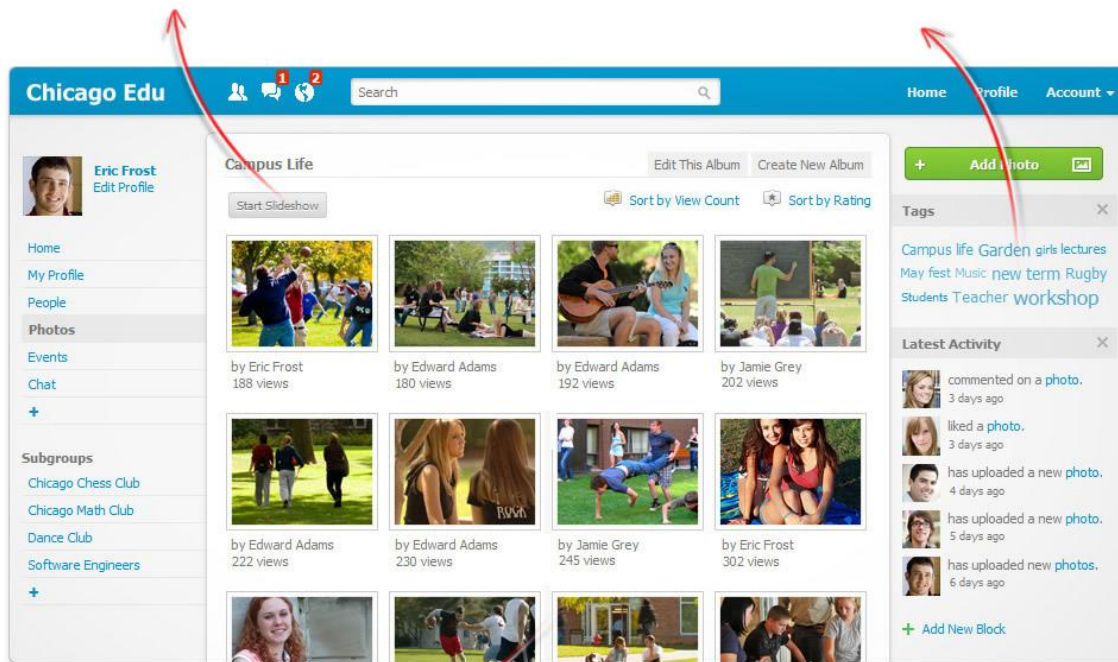 Chicago Edu
1
2
Search
Home Profile Account
Eric Frost
Edit Profile
Home
My Profile
People
Photos
Events
Chat
+
Subgroups
Chicago Chess Club
Chicago Math Club
Dance Club
Software Engineers
+
Campus Life
Edit This Album
Create New Album
Start Slideshow
Sort by View Count
Sort by Rating
by Eric Frost
188 views
by Edward Adams
180 views
by Edward Adams
192 views
by Jamie Grey
202 views
ROCK
by Edward Adams
222 views
by Edward Adams
230 views
by Jamie Grey
245 views
by Eric Frost
302 views
+ Add Photo
Tags
Campus life Garden girls lectures
May fest Music new term Rugby
Students Teacher workshop
Latest Activity
commented on a photo.
3 days ago
liked a photo.
3 days ago
has uploaded a new photo.
4 days ago
has uploaded a new photo.
5 days ago
has uploaded new photos.
6 days ago
+ Add New Block